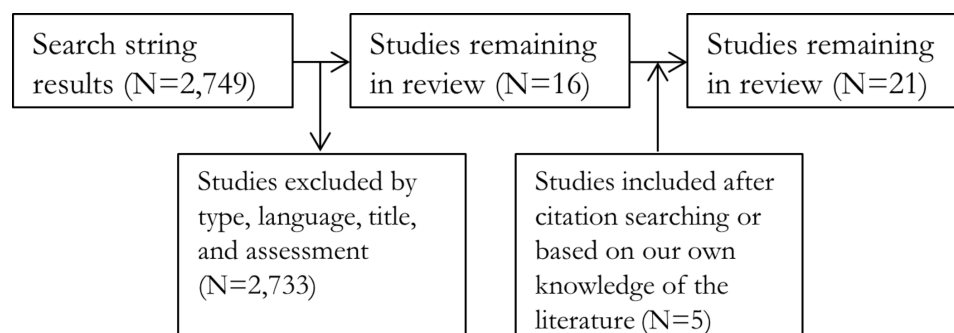 Search string
results (N=2,749)
Studies remaining
in review (N=16)
Studies remaining
in review (N=21)
Studies excluded by
type, language, title,
and assessment
(N=2,733)
Studies included after
citation searching or
based on our own
knowledge of the
literature (N=5)